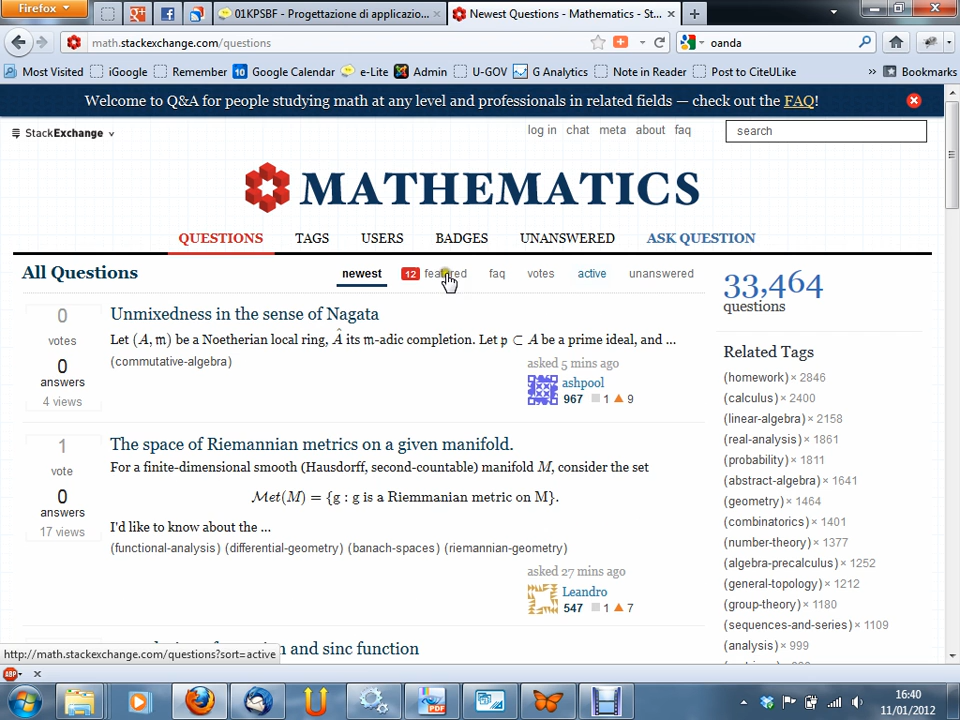 Firefox
01KPSBF - Progettazione di applicazio...
Newest Questions - Mathematics - St...
math.stackexchange.com/questions
oanda
Most Visited iGoogle Remember 10 Google Calendar e-Lite Admin U-GOV G Analytics Note in Reader Post to CiteULike » Bookmarks
Welcome to Q&A for people studying math at any level and professionals in related fields — check out the FAQ!
StackExchange
log in chat meta about faq
search
MATHEMATICS
QUESTIONS TAGS USERS BADGES UNANSWERED ASK QUESTION
All Questions
newest 12 featured faq votes active unanswered
33,464
questions
0
votes
0
answers
4 views
Unmixedness in the sense of Nagata
Let (A, 𝔪) be a Noetherian local ring, Â its 𝔪-adic completion. Let 𝔭 ⊂ A be a prime ideal, and ...
(commutative-algebra)
asked 5 mins ago
ashpool
967 1 9
1
vote
0
answers
17 views
The space of Riemannian metrics on a given manifold.
For a finite-dimensional smooth (Hausdorff, second-countable) manifold M, consider the set
Met(M) = {g : g is a Riemmanian metric on M}.
I'd like to know about the ...
(functional-analysis) (differential-geometry) (banach-spaces) (riemannian-geometry)
asked 27 mins ago
Leandro
547 1 7
and sinc function
Related Tags
(homework) × 2846
(calculus) × 2400
(linear-algebra) × 2158
(real-analysis) × 1861
(probability) × 1811
(abstract-algebra) × 1641
(geometry) × 1464
(combinatorics) × 1401
(number-theory) × 1377
(algebra-precalculus) × 1252
(general-topology) × 1212
(group-theory) × 1180
(sequences-and-series) × 1109
(analysis) × 999
http://math.stackexchange.com/questions?sort=active
ABP
PDF
16:40
11/01/2012